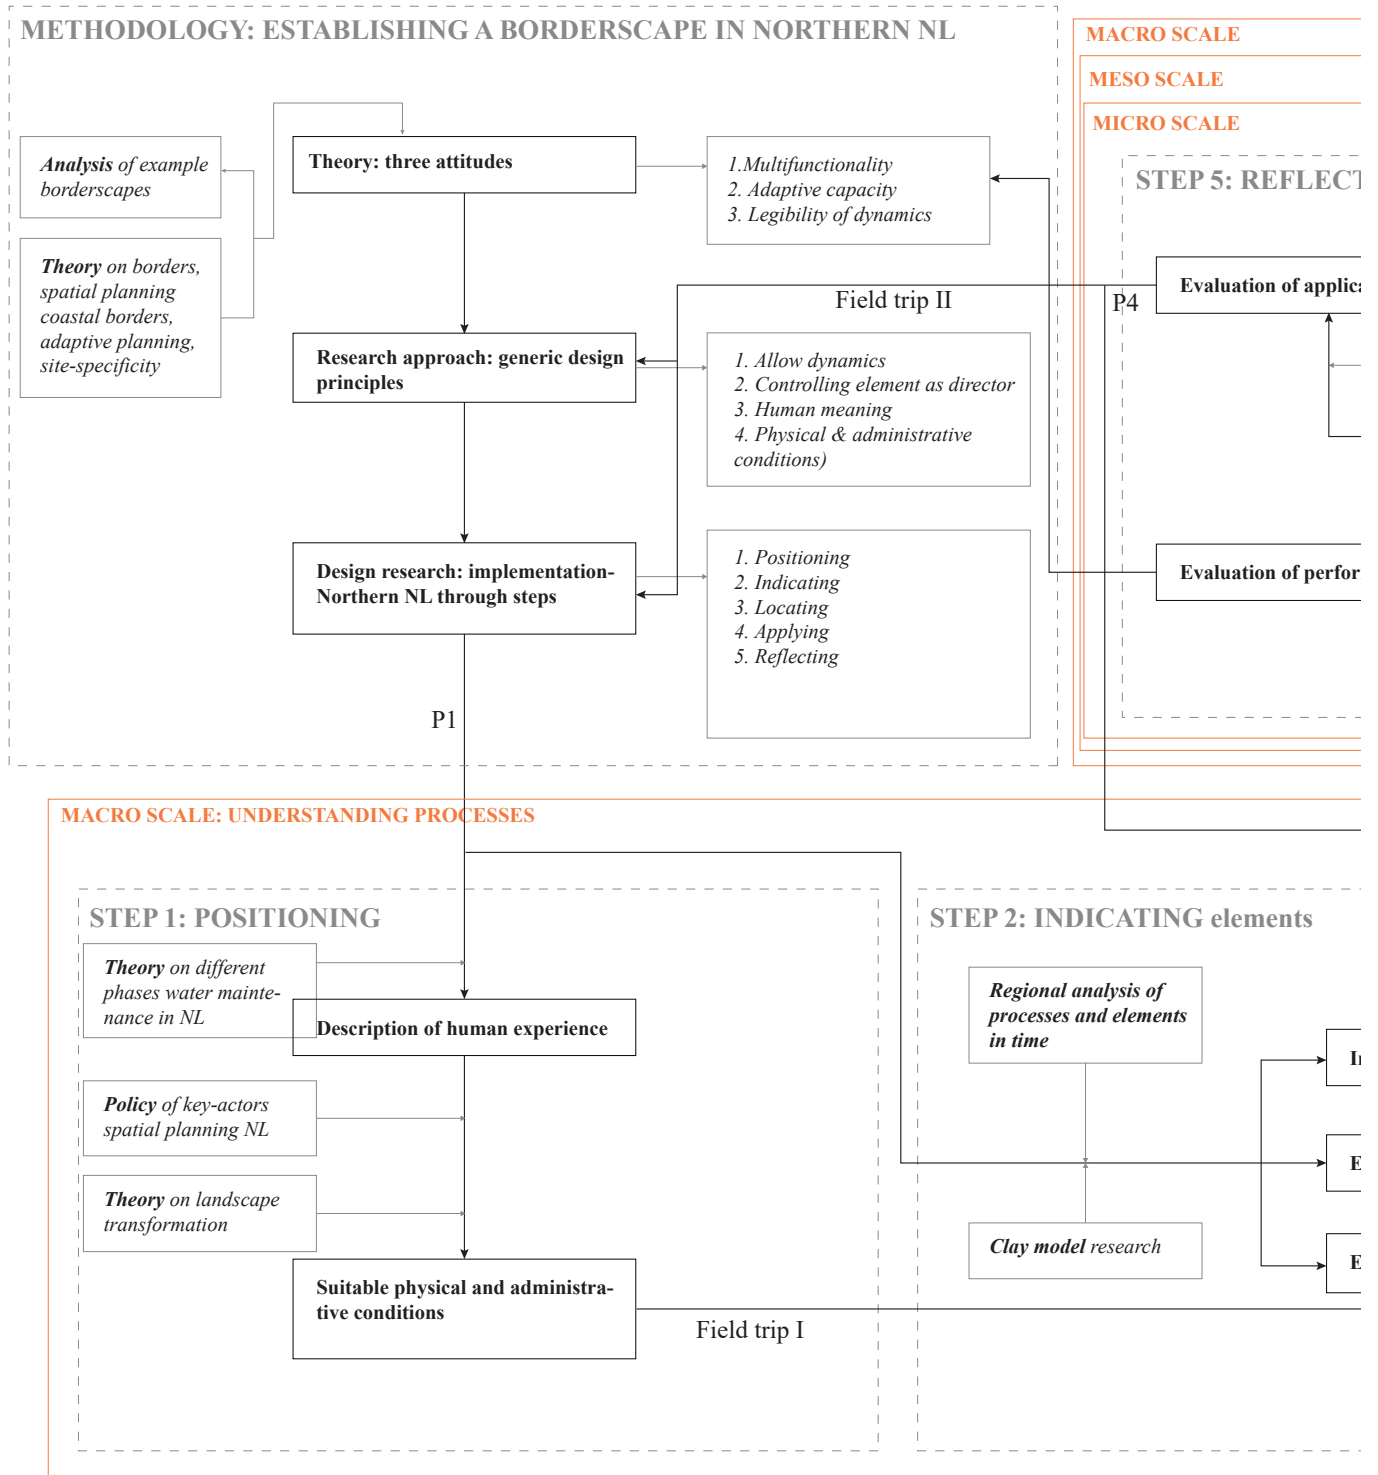 METHODOLOGY: ESTABLISHING A BORDERSCAPE IN NORTHERN NL
Analysis of example
borderscapes
Theory on borders,
spatial planning
coastal borders,
adaptive planning,
site-specificity
Theory: three attitudes
1.Multifunctionality
2. Adaptive capacity
3. Legibility of dynamics
Field trip II
Research approach: generic design
principles
1. Allow dynamics
2. Controlling element as director
3. Human meaning
4. Physical & administrative
conditions)
Design research: implementation-
Northern NL through steps
1. Positioning
2. Indicating
3. Locating
4. Applying
5. Reflecting
P1
MACRO SCALE
MESO SCALE
MICRO SCALE
STEP 5: REFLECT
P4
Evaluation of applica
Evaluation of perfor
MACRO SCALE: UNDERSTANDING PROCESSES
STEP 1: POSITIONING
Theory on different
phases water mainte-
nance in NL
Description of human experience
Policy of key-actors
spatial planning NL
Theory on landscape
transformation
Suitable physical and administra-
tive conditions
Field trip I
STEP 2: INDICATING elements
Regional analysis of
processes and elements
in time
Clay model research
E
E